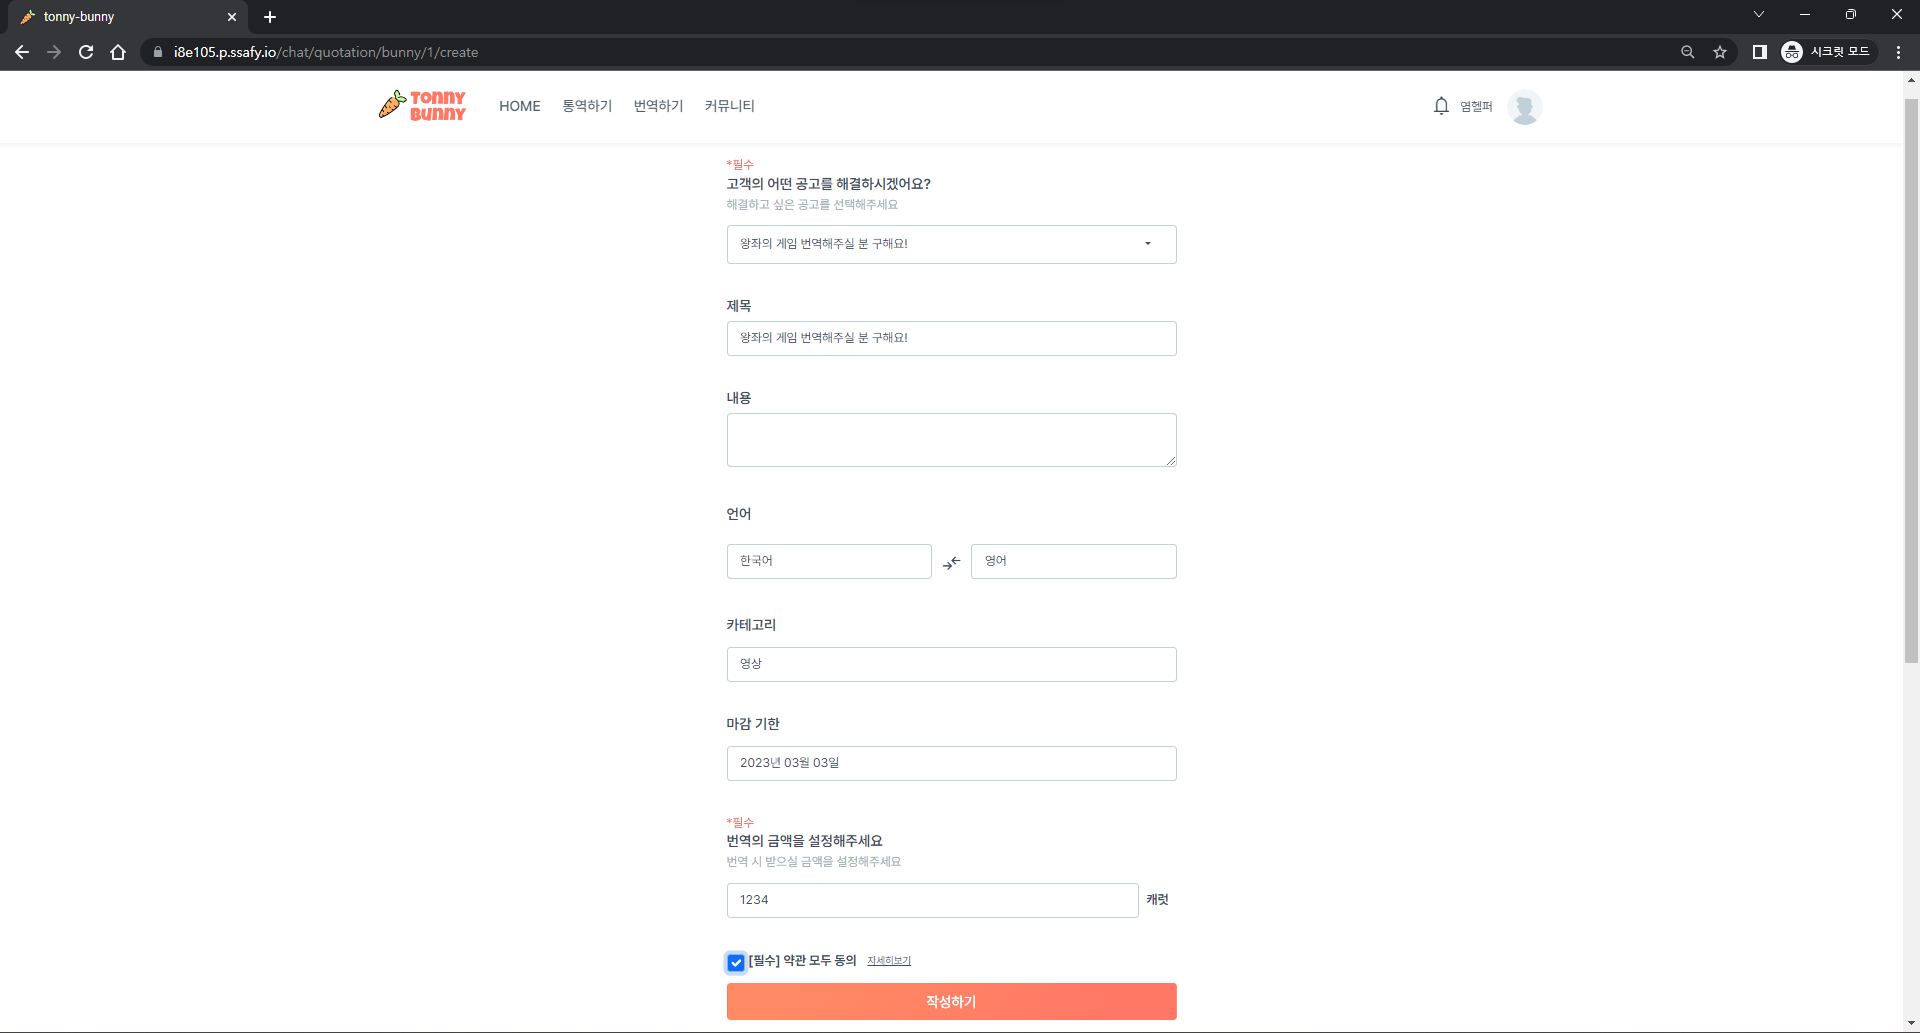 tonny-bunny
i8e105.p.ssafy.io/chat/quotation/bunny/1/create
시크릿 모드
TONNY
BUNNY
HOME 통역하기 번역하기 커뮤니티
염헬퍼
*필수
고객의 어떤 공고를 해결하시겠어요?
해결하고 싶은 공고를 선택해주세요
왕좌의 게임 번역해주실 분 구해요!
제목
왕좌의 게임 번역해주실 분 구해요!
내용
언어
한국어 영어
카테고리
영상
마감 기한
2023년 03월 03일
*필수
번역의 금액을 설정해주세요
번역 시 받으실 금액을 설정해주세요
1234 캐럿
[필수] 약관 모두 동의 자세히보기
작성하기